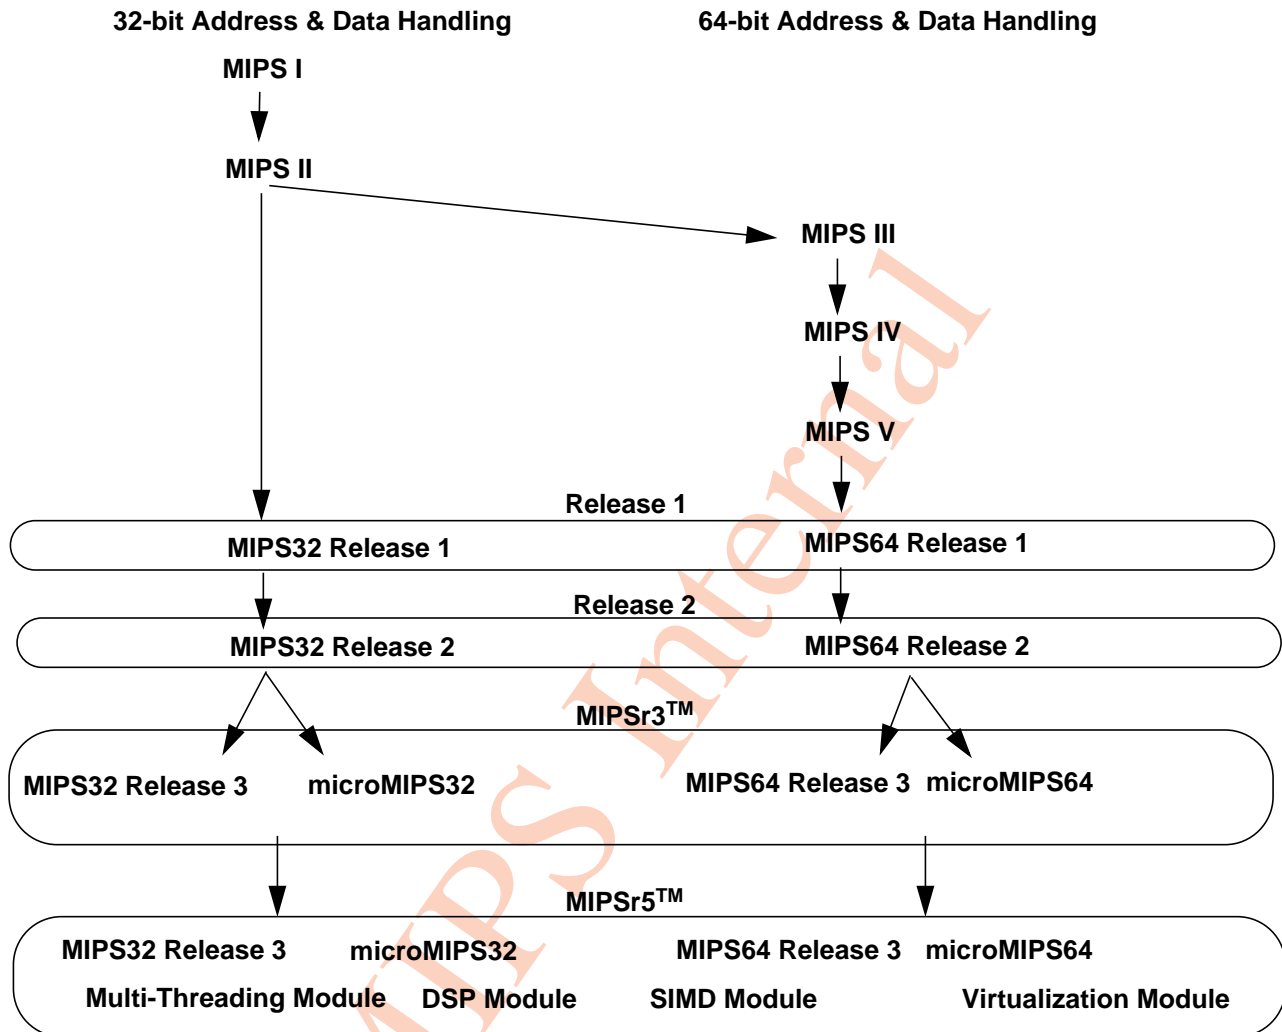 32-bit Address & Data Handling
64-bit Address & Data Handling
MIPS I
MIPS II
MIPS III
MIPS IV
MIPS V
Release 1
MIPS32 Release 1
MIPS64 Release 1
Release 2
MIPS32 Release 2
MIPS64 Release 2
MIPSr3™
MIPS32 Release 3
microMIPS32
MIPS64 Release 3
microMIPS64
MIPSr5™
MIPS32 Release 3
microMIPS32
MIPS64 Release 3
microMIPS64
Multi-Threading Module
DSP Module
SIMD Module
Virtualization Module
MIPS Internal